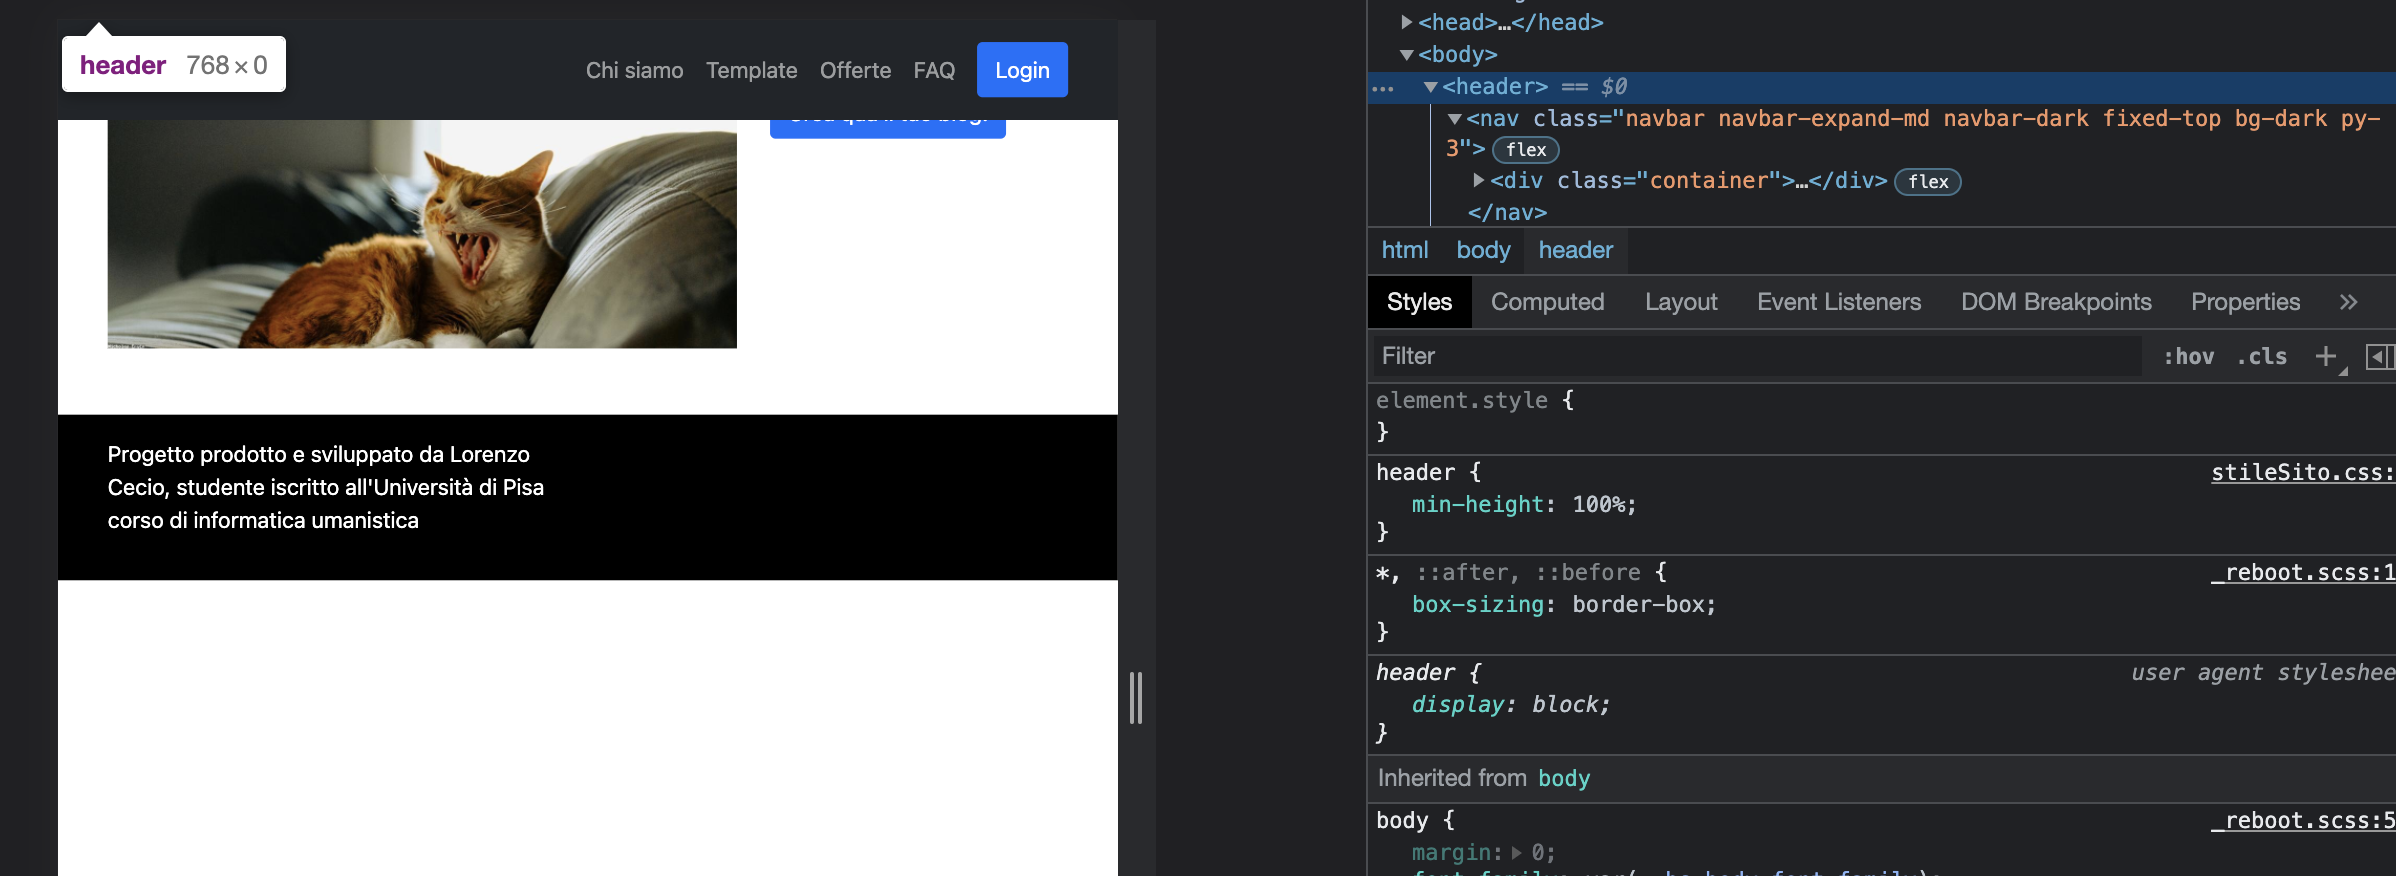 header 768×0
Chi siamo Template Offerte FAQ Login
Progetto prodotto e sviluppato da Lorenzo
Cecio, studente iscritto all'Università di Pisa
corso di informatica umanistica
▶<head>…</head>
▼<body>
… ▼<header> == $0
▼<nav class="navbar navbar-expand-md navbar-dark fixed-top bg-dark py-
3"> flex
▶<div class="container">…</div> flex
</nav>
html body header
Styles Computed Layout Event Listeners DOM Breakpoints Properties »
Filter :hov .cls +
element.style {
}
header { stileSito.css:
min-height: 100%;
}
*, ::after, ::before { _reboot.scss:1
box-sizing: border-box;
}
header { user agent styleshee
display: block;
}
Inherited from body
body { _reboot.scss:5
margin: ▶ 0;